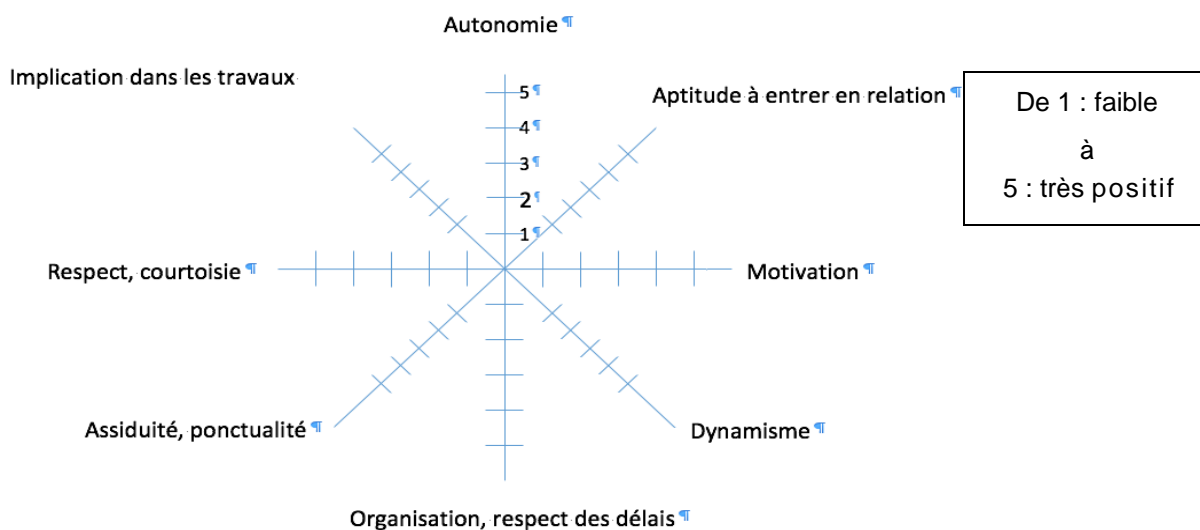 Autonomie ¶
Implication dans les travaux
Aptitude à entrer en relation ¶
De 1 : faible
à
5 : très positif
5 ¶
4 ¶
3 ¶
2 ¶
1 ¶
Respect, courtoisie ¶
Motivation ¶
Assiduité, ponctualité ¶
Dynamisme ¶
Organisation, respect des délais ¶